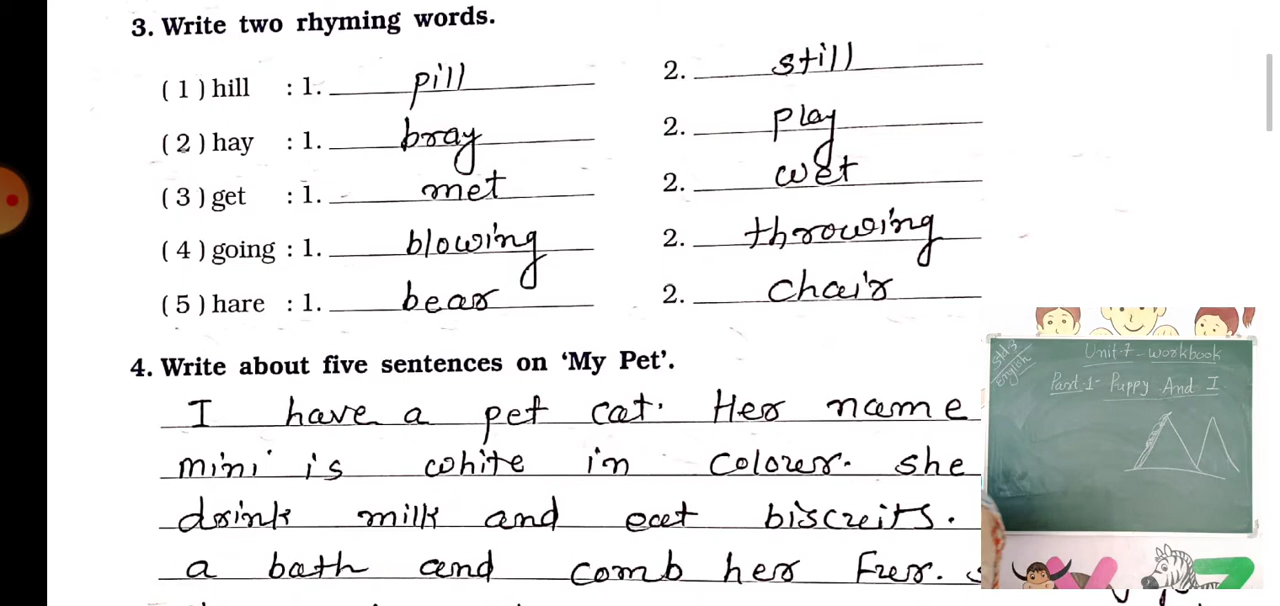 3. Write two rhyming words.
(1) hill : 1. pill 2. still
(2) hay : 1. bray 2. play
(3) get : 1. met 2. wet
(4) going : 1. blowing 2. throwing
(5) hare : 1. bear 2. chair
4. Write about five sentences on ‘My Pet’.
I have a pet cat. Her name
mini is white in colour. she
drink milk and eat biscuits.
a bath and comb her Fur.
Std-3
English
Unit-7-workbook
Part-1- Puppy And I